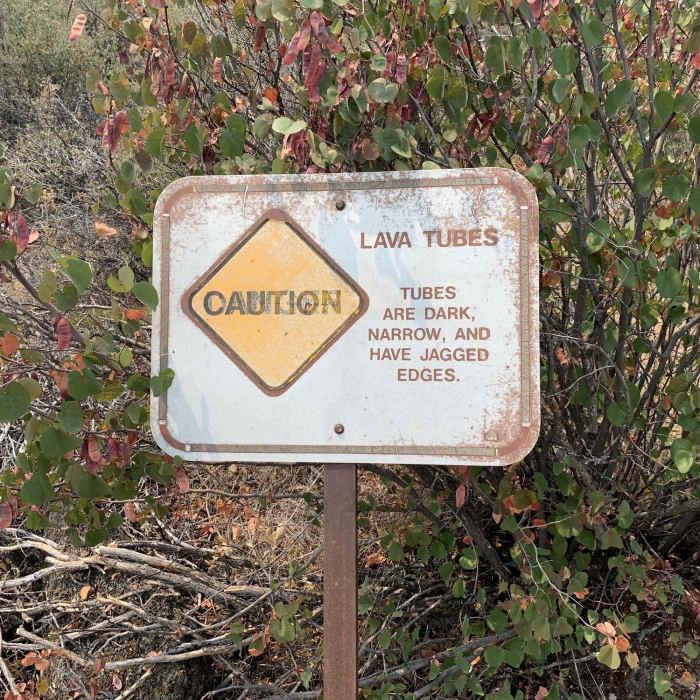 CAUTION
LAVA TUBES
TUBES
ARE DARK,
NARROW, AND
HAVE JAGGED
EDGES.